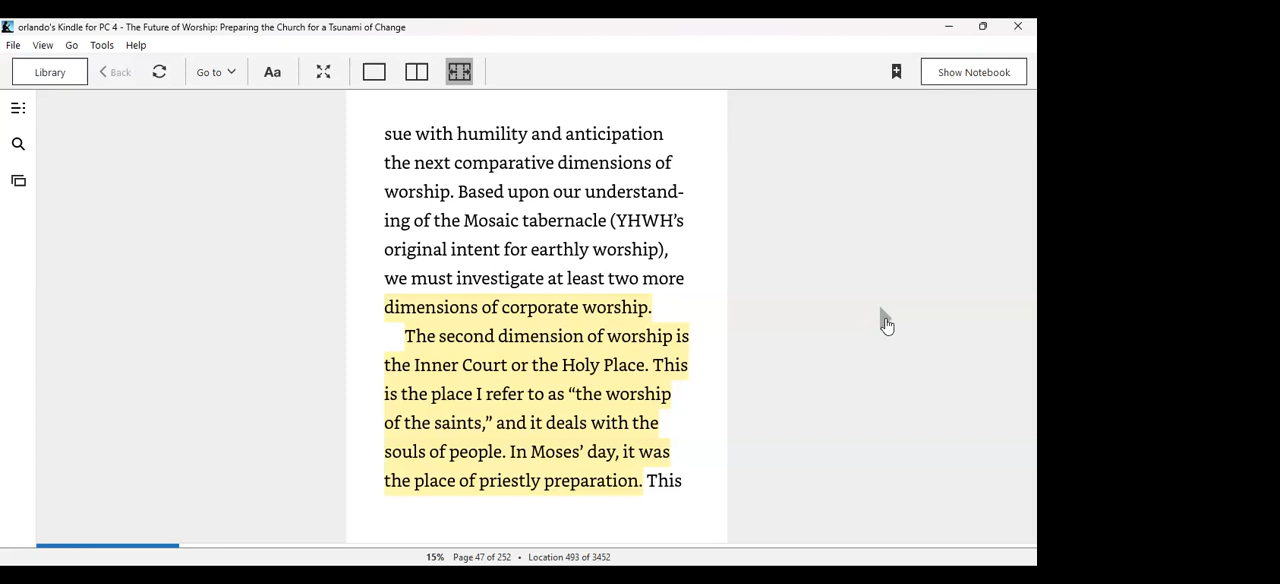 orlando's Kindle for PC 4 - The Future of Worship: Preparing the Church for a Tsunami of Change
File View Go Tools Help
Library Back Go to Aa Show Notebook
sue with humility and anticipation
the next comparative dimensions of
worship. Based upon our understand-
ing of the Mosaic tabernacle (YHWH’s
original intent for earthly worship),
we must investigate at least two more
dimensions of corporate worship.
The second dimension of worship is
the Inner Court or the Holy Place. This
is the place I refer to as “the worship
of the saints,” and it deals with the
souls of people. In Moses’ day, it was
the place of priestly preparation. This
15% Page 47 of 252 • Location 493 of 3452